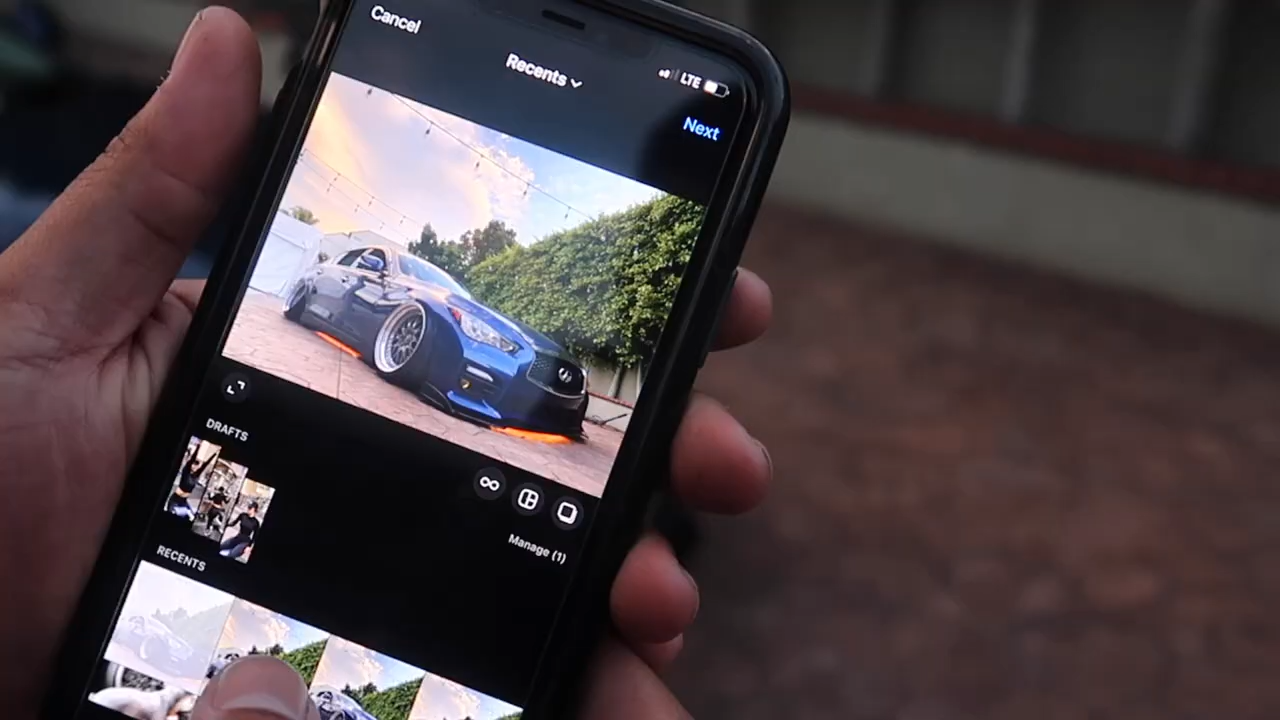 Cancel
Recents
LTE
Next
DRAFTS
Manage (1)
RECENTS